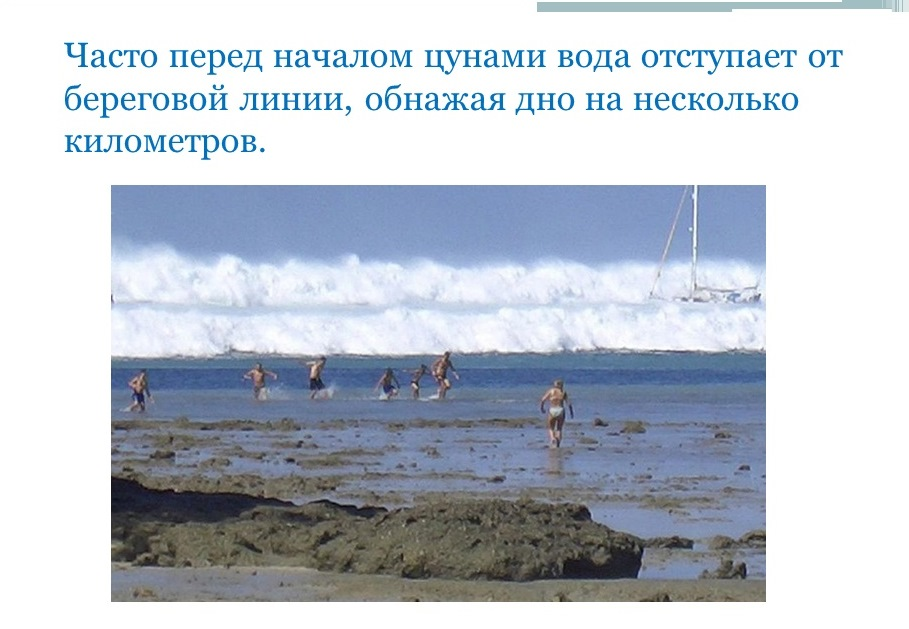 Часто перед началом цунами вода отступает от
береговой линии, обнажая дно на несколько
километров.